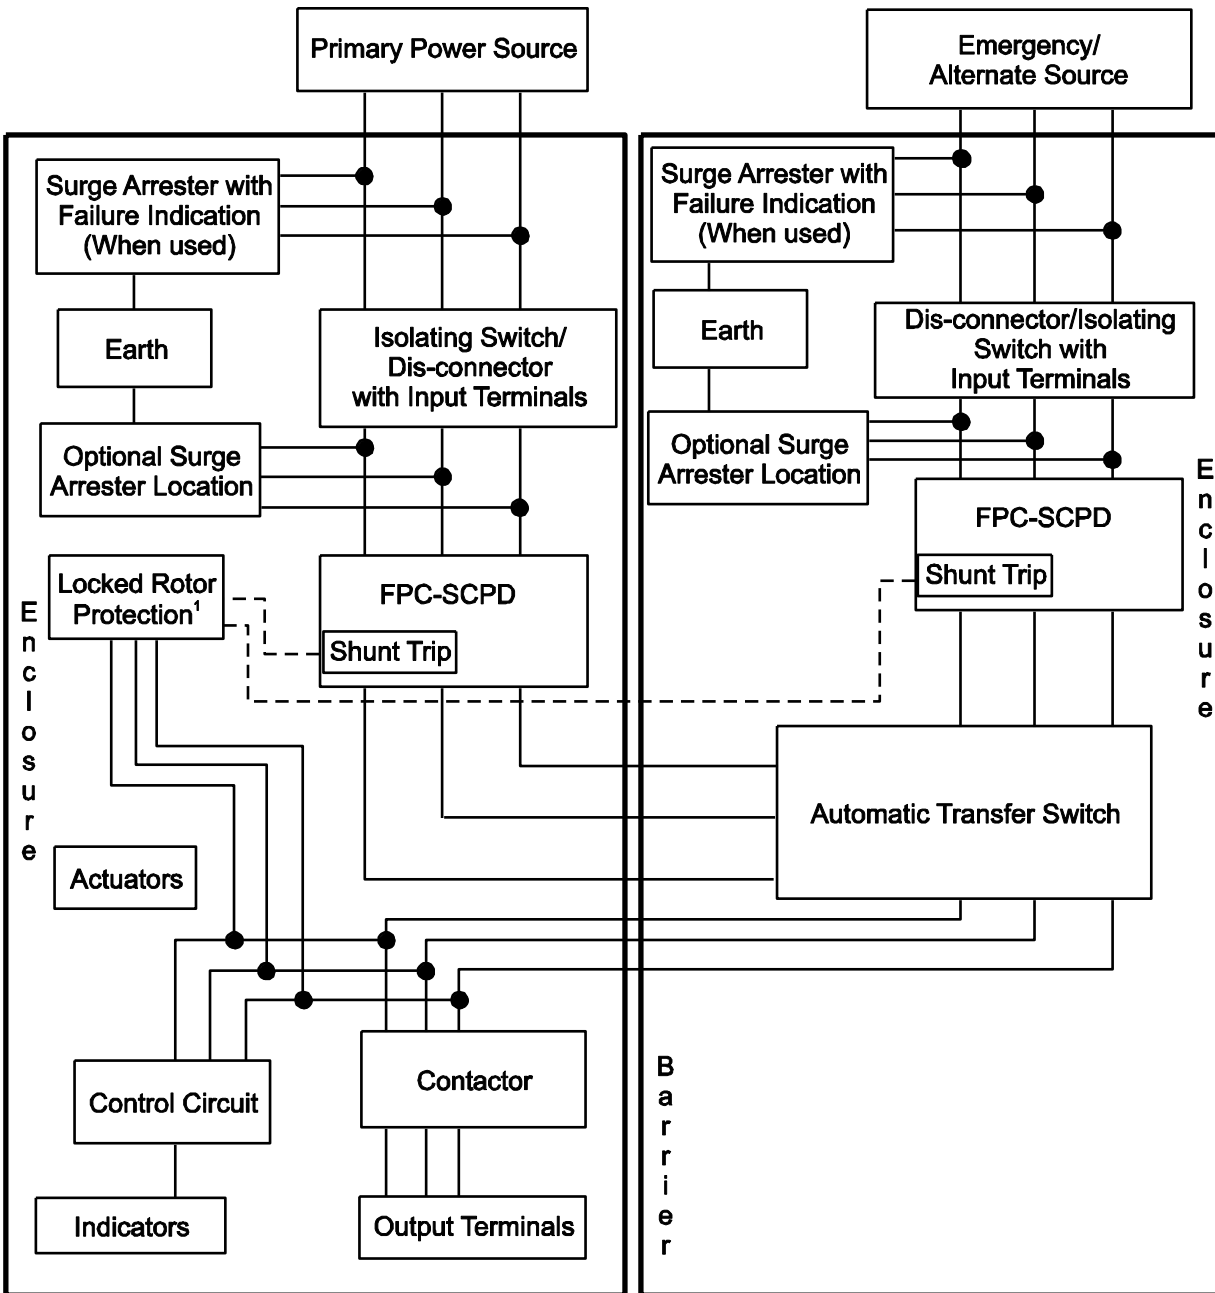 Primary Power Source
Emergency/
Alternate Source
Surge Arrester with
Failure Indication
(When used)
Surge Arrester with
Failure Indication
(When used)
Earth
Isolating Switch/
Dis-connector
with Input Terminals
Earth
Dis-connector/Isolating
Switch with
Input Terminals
Optional Surge
Arrester Location
Optional Surge
Arrester Location
FPC-SCPD
Shunt Trip
Enclosure
Locked Rotor
Protection¹
FPC-SCPD
Shunt Trip
Enclosure
Automatic Transfer Switch
Actuators
Control Circuit
Contactor
Barrier
Indicators
Output Terminals